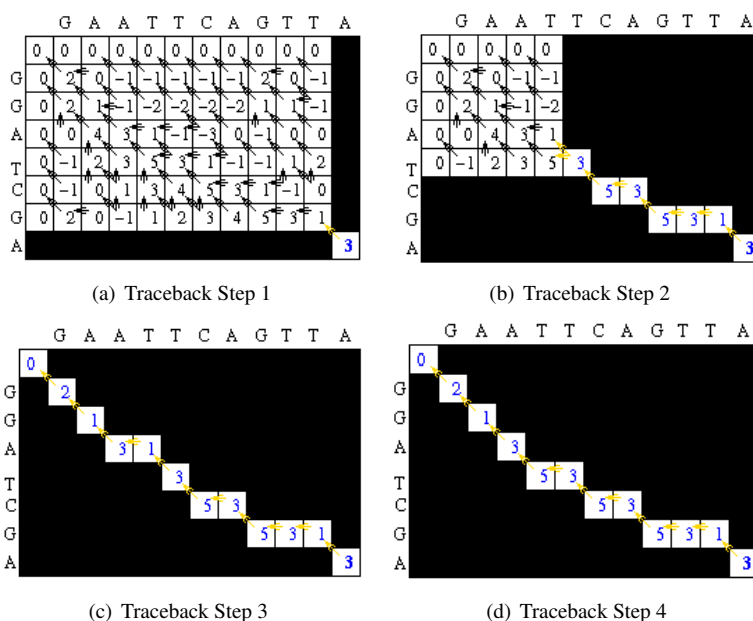 G A A T T C A G T T A
0 0 0 0 0 0 0 0 0 0 0
G 0 2 0 -1 -1 -1 -1 -1 2 0 -1
G 0 2 1 -1 -2 -2 -2 -2 1 1 -1
A 0 0 4 3 1 -1 -3 0 -1 0 0
T 0 -1 2 3 5 3 1 -1 -1 1 2
C 0 -1 0 1 3 4 5 3 1 -1 0
G 0 2 0 -1 1 2 3 4 5 3 1
A 3
(a) Traceback Step 1
G A A T T C A G T T A
0 0 0 0 0
G 0 2 0 -1 -1
G 0 2 1 -1 -2
A 0 0 4 3 1
T 0 -1 2 3 5 3
C 5 3
G 5 3 1
A 3
(b) Traceback Step 2
G A A T T C A G T T A
0
G 2
G 1
A 3 1
T 3
C 5 3
G 5 3 1
A 3
(c) Traceback Step 3
G A A T T C A G T T A
0
G 2
G 1
A 3
T 5 3
C 5 3
G 5 3 1
A 3
(d) Traceback Step 4